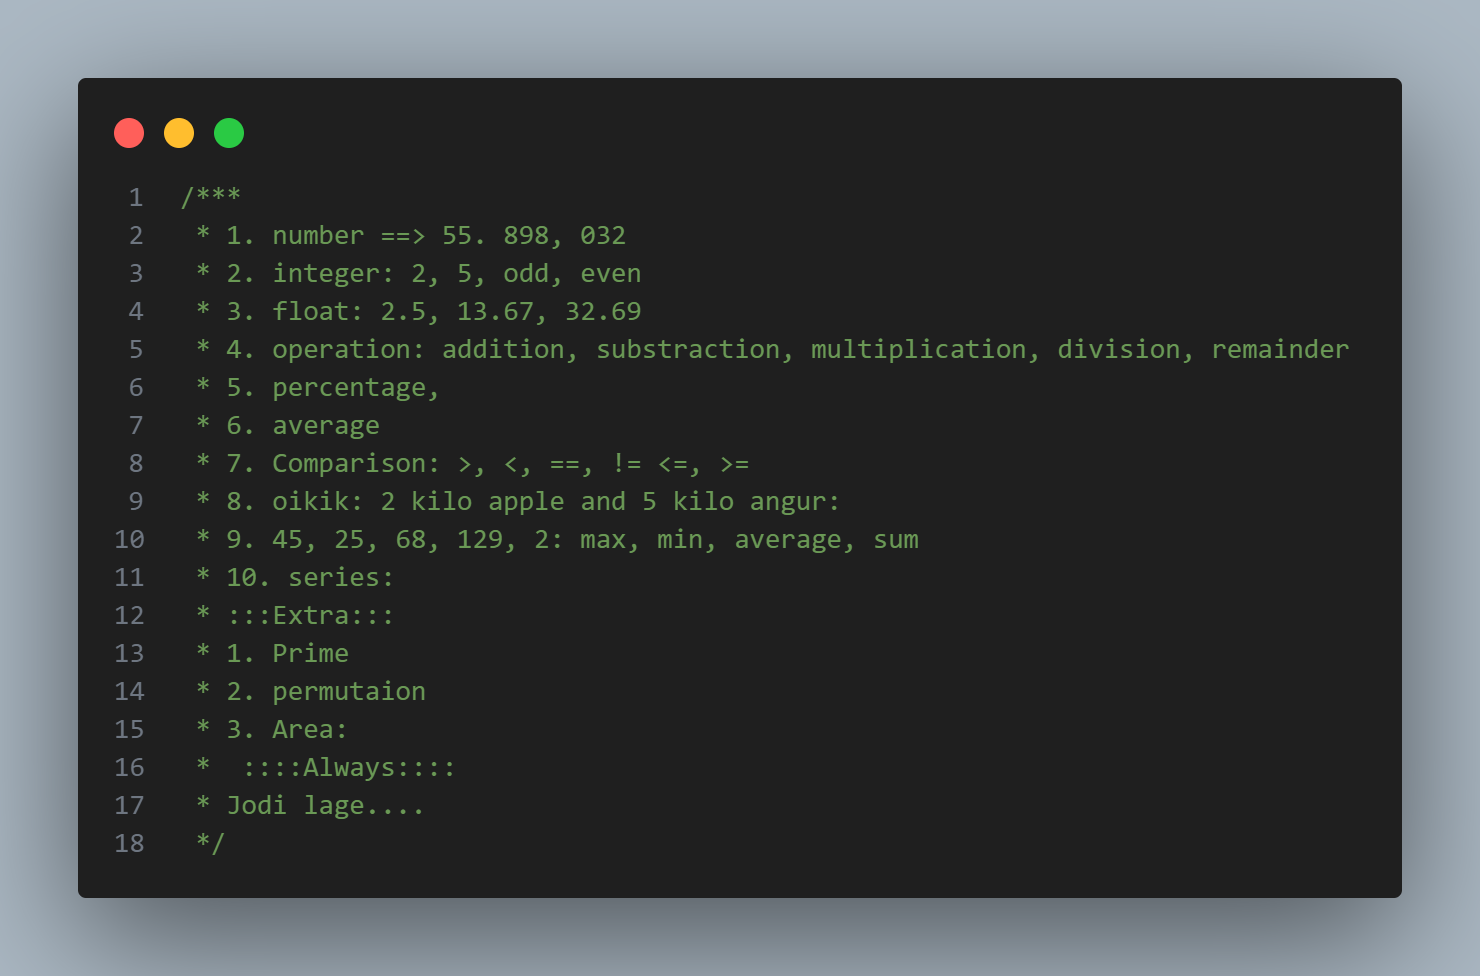 1 /***
2 * 1. number ==> 55. 898, 032
3 * 2. integer: 2, 5, odd, even
4 * 3. float: 2.5, 13.67, 32.69
5 * 4. operation: addition, substraction, multiplication, division, remainder
6 * 5. percentage,
7 * 6. average
8 * 7. Comparison: >, <, ==, != <=, >=
9 * 8. oikik: 2 kilo apple and 5 kilo angur:
10 * 9. 45, 25, 68, 129, 2: max, min, average, sum
11 * 10. series:
12 * :::Extra:::
13 * 1. Prime
14 * 2. permutaion
15 * 3. Area:
16 *  ::::Always::::
17 * Jodi lage....
18 */